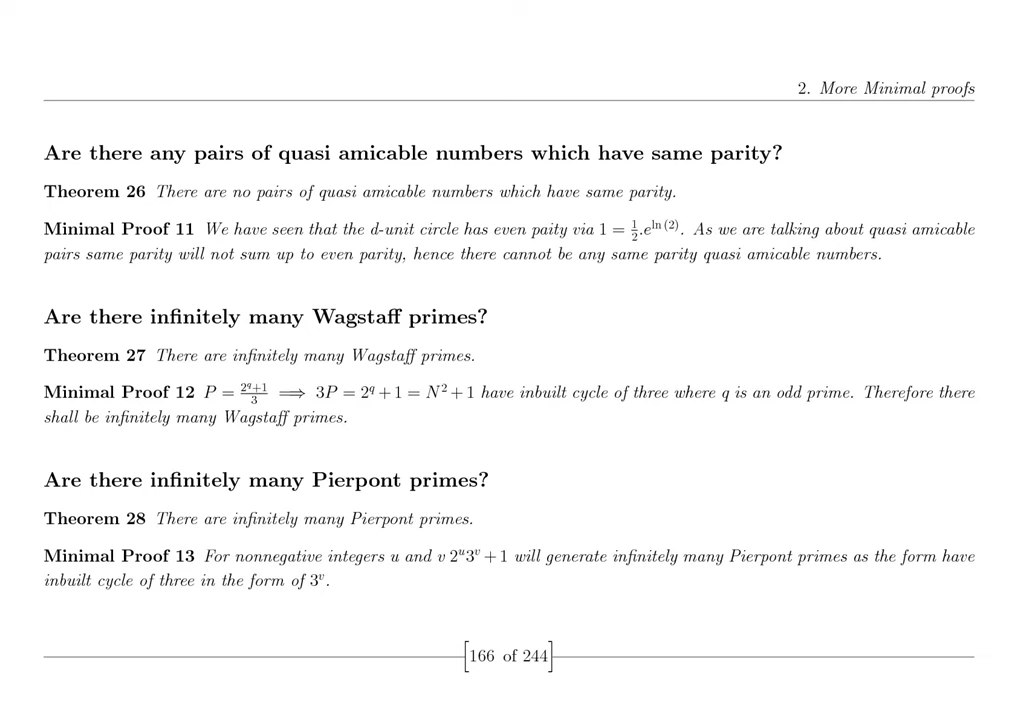 2. More Minimal proofs
Are there any pairs of quasi amicable numbers which have same parity?
Theorem 26 There are no pairs of quasi amicable numbers which have same parity.
Minimal Proof 11 We have seen that the d-unit circle has even paity via 1 = 1/2.e^{ln (2)}. As we are talking about quasi amicable
pairs same parity will not sum up to even parity, hence there cannot be any same parity quasi amicable numbers.
Are there infinitely many Wagstaff primes?
Theorem 27 There are infinitely many Wagstaff primes.
Minimal Proof 12 P = (2^q+1)/3 ⟹ 3P = 2^q + 1 = N^2 + 1 have inbuilt cycle of three where q is an odd prime. Therefore there
shall be infinitely many Wagstaff primes.
Are there infinitely many Pierpont primes?
Theorem 28 There are infinitely many Pierpont primes.
Minimal Proof 13 For nonnegative integers u and v 2^u3^v + 1 will generate infinitely many Pierpont primes as the form have
inbuilt cycle of three in the form of 3^v.
[166 of 244]